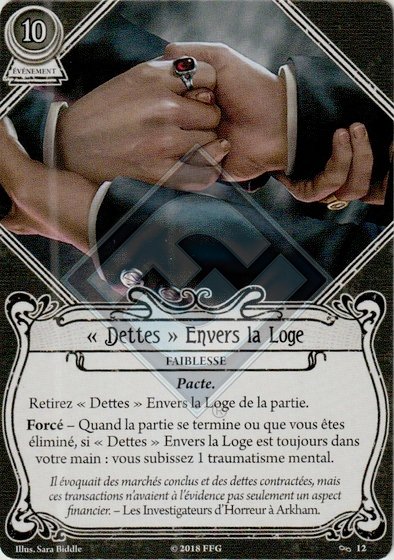 10
ÉVÉNEMENT
« Dettes » Envers la Loge
FAIBLESSE
Pacte.
Retirez « Dettes » Envers la Loge de la partie.
Forcé – Quand la partie se termine ou que vous êtes
éliminé, si « Dettes » Envers la Loge est toujours dans
votre main : vous subissez 1 traumatisme mental.
Il évoquait des marchés conclus et des dettes contractées, mais
ces transactions n'avaient à l'évidence pas seulement un aspect
financier. – Les Investigateurs d'Horreur à Arkham.
Illus. Sara Biddle © 2018 FFG 12